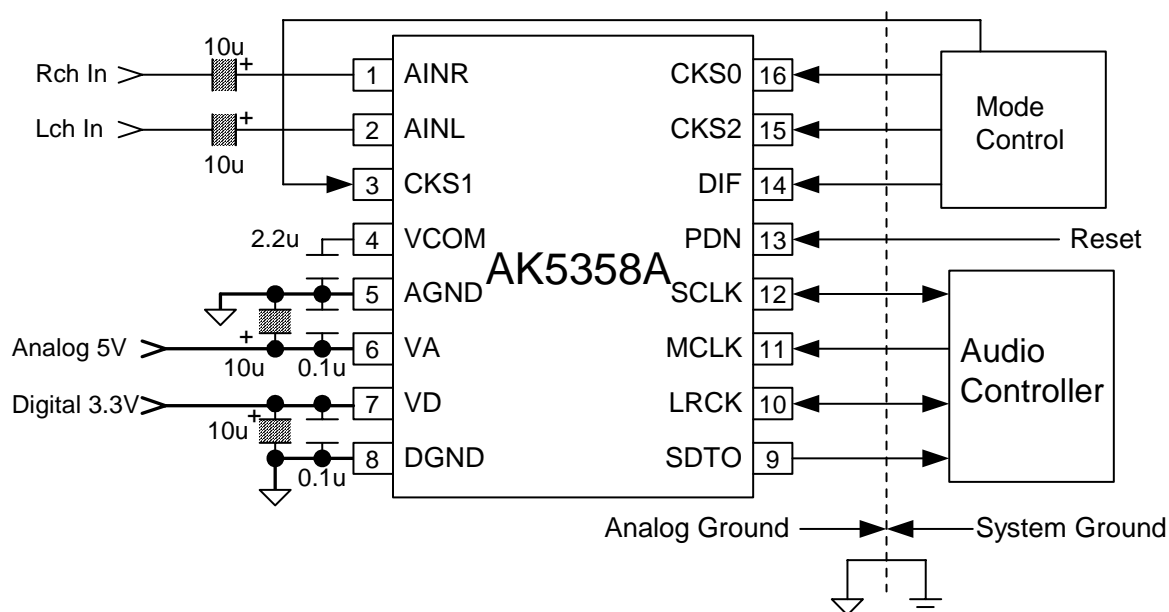 10u
+
Rch In
1
AINR
CKS0
16
Mode
Control
Lch In
+
10u
2
AINL
CKS2
15
3
CKS1
DIF
14
2.2u
4
VCOM
PDN
13
Reset
AK5358A
5
AGND
SCLK
12
Analog 5V
+
10u
0.1u
6
VA
MCLK
11
Audio
Controller
Digital 3.3V
10u
+
7
VD
LRCK
10
0.1u
8
DGND
SDTO
9
Analog Ground
System Ground